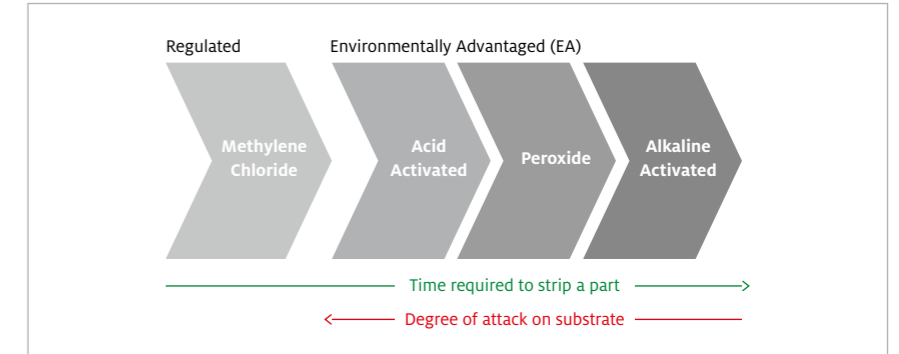 Regulated
Environmentally Advantaged (EA)
Methylene
Chloride
Acid
Activated
Peroxide
Alkaline
Activated
Time required to strip a part
Degree of attack on substrate